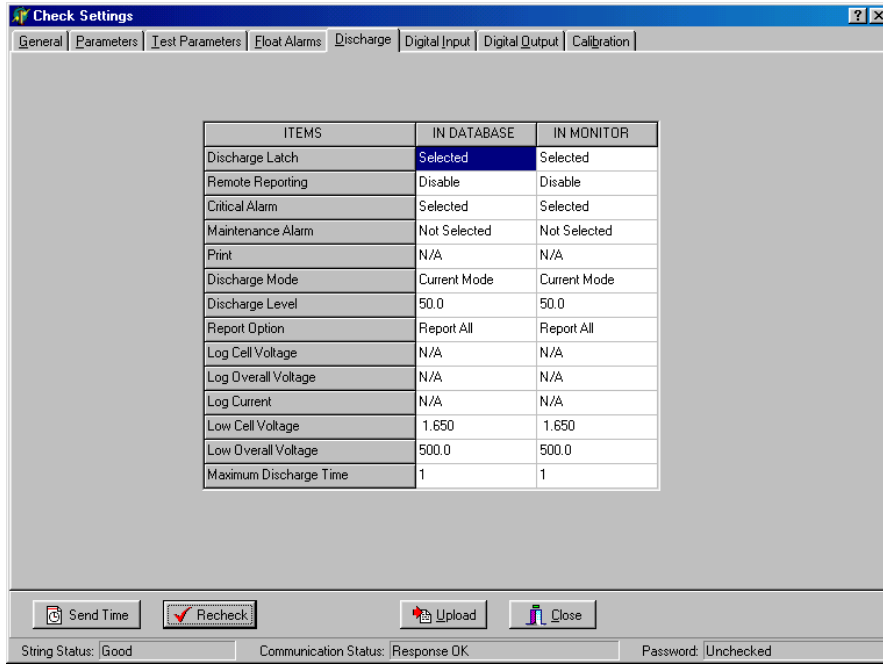 Check Settings
General Parameters Test Parameters Float Alarms Discharge Digital Input Digital Output Calibration
ITEMS IN DATABASE IN MONITOR
Discharge Latch Selected Selected
Remote Reporting Disable Disable
Critical Alarm Selected Selected
Maintenance Alarm Not Selected Not Selected
Print N/A N/A
Discharge Mode Current Mode Current Mode
Discharge Level 50.0 50.0
Report Option Report All Report All
Log Cell Voltage N/A N/A
Log Overall Voltage N/A N/A
Log Current N/A N/A
Low Cell Voltage 1.650 1.650
Low Overall Voltage 500.0 500.0
Maximum Discharge Time 1 1
Send Time Recheck Upload Close
String Status: Good Communication Status: Response OK Password: Unchecked